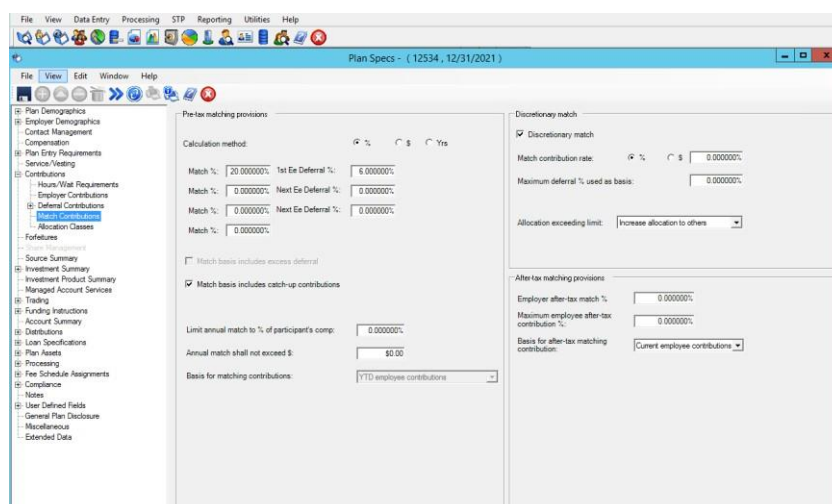 File View Data Entry Processing STP Reporting Utilities Help
Plan Specs - ( 12534 , 12/31/2021 )
File View Edit Window Help
Plan Demographics
Employer Demographics
Contact Management
Compensation
Plan Entry Requirements
Service/Vesting
Contributions
Hours/Wait Requirements
Employer Contributions
Deferral Contributions
Match Contributions
Allocation Classes
Forfeitures
Share Management
Source Summary
Investment Summary
Investment Product Summary
Managed Account Services
Trading
Funding Instructions
Account Summary
Distributions
Loan Specifications
Plan Assets
Processing
Fee Schedule Assignments
Compliance
Notes
User Defined Fields
General Plan Disclosure
Miscellaneous
Extended Data
Pre-tax matching provisions
Calculation method: % $ Yrs
Match %: 20.000000% 1st Ee Deferral %: 6.000000%
Match %: 0.000000% Next Ee Deferral %: 0.000000%
Match %: 0.000000% Next Ee Deferral %: 0.000000%
Match %: 0.000000%
Match basis includes excess deferral
Match basis includes catch-up contributions
Limit annual match to % of participant's comp: 0.000000%
Annual match shall not exceed $: $0.00
Basis for matching contributions: YTD employee contributions
Discretionary match
Discretionary match
Match contribution rate: % $ 0.000000%
Maximum deferral % used as basis: 0.000000%
Allocation exceeding limit: Increase allocation to others
After-tax matching provisions
Employer after-tax match % 0.000000%
Maximum employee after-tax
contribution %: 0.000000%
Basis for after-tax matching
contribution: Current employee contributions